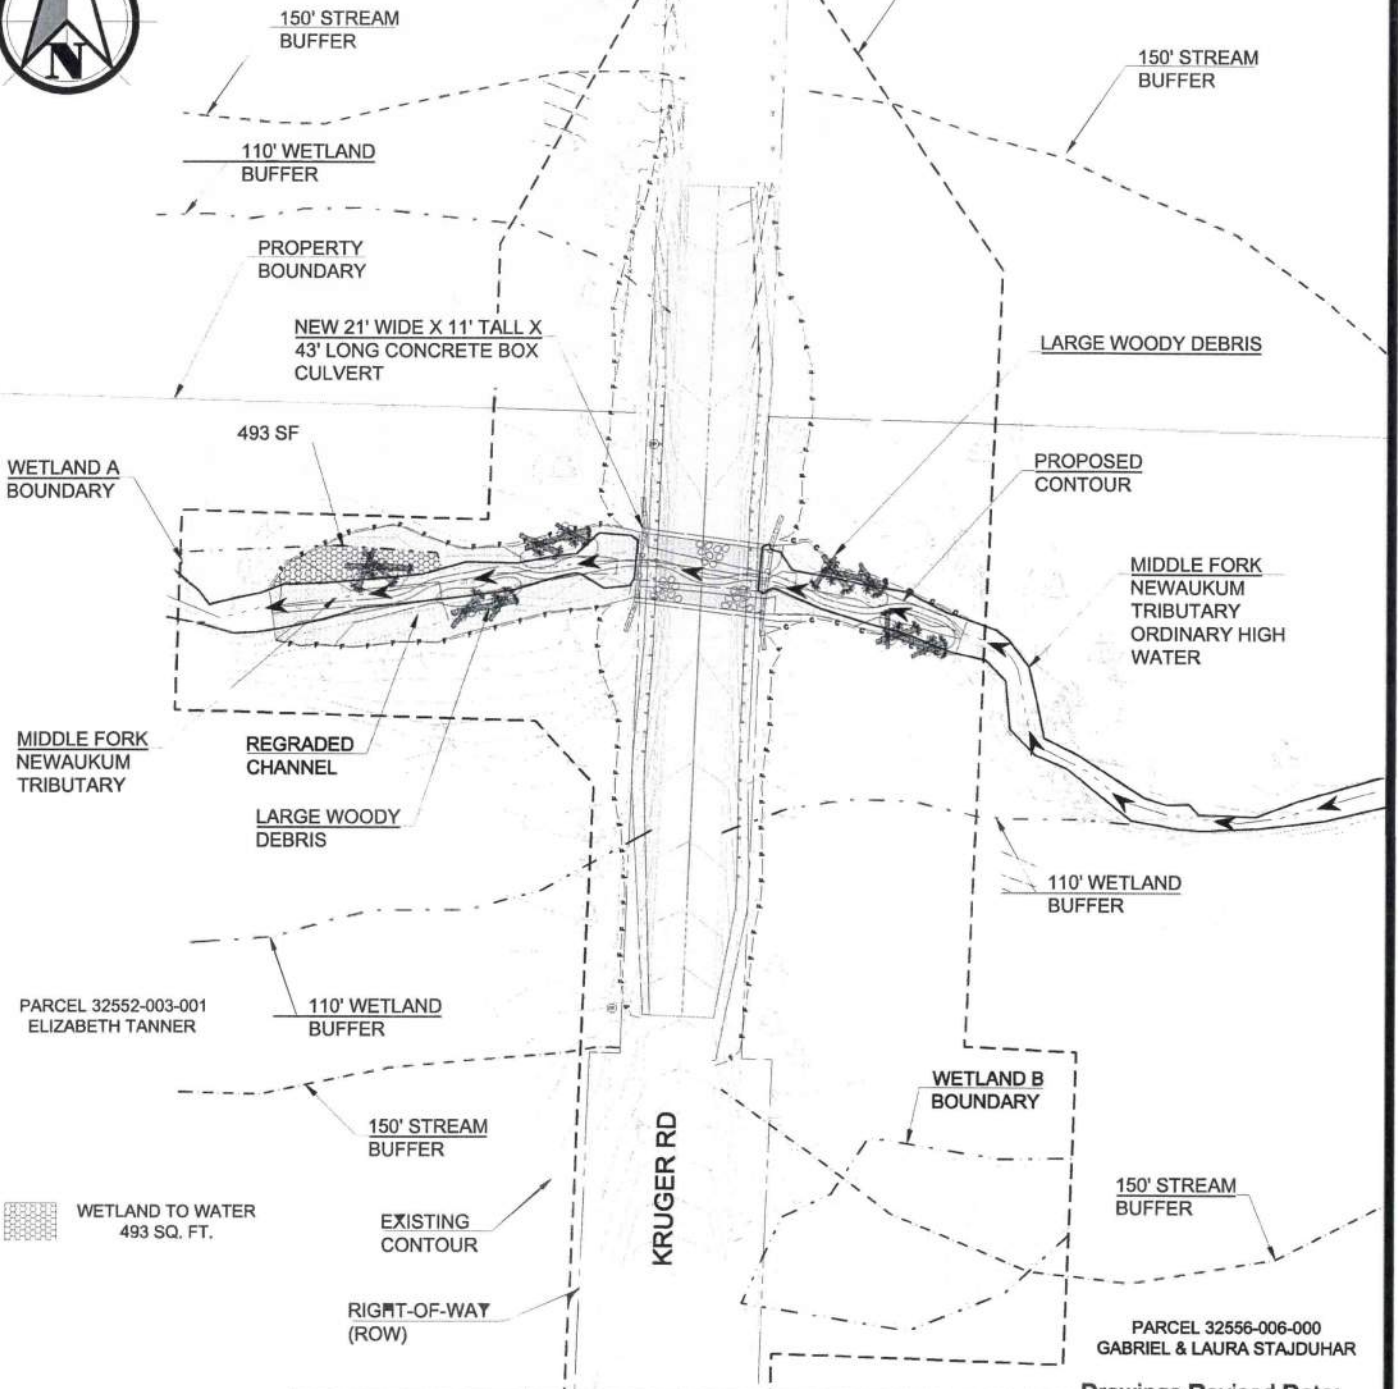 N
150' STREAM
BUFFER
150' STREAM
BUFFER
110' WETLAND
BUFFER
PROPERTY
BOUNDARY
NEW 21' WIDE X 11' TALL X
43' LONG CONCRETE BOX
CULVERT
LARGE WOODY DEBRIS
493 SF
WETLAND A
BOUNDARY
PROPOSED
CONTOUR
MIDDLE FORK
NEWAUKUM
TRIBUTARY
ORDINARY HIGH
WATER
MIDDLE FORK
NEWAUKUM
TRIBUTARY
REGRADED
CHANNEL
LARGE WOODY
DEBRIS
110' WETLAND
BUFFER
PARCEL 32552-003-001
ELIZABETH TANNER
110' WETLAND
BUFFER
WETLAND B
BOUNDARY
150' STREAM
BUFFER
KRUGER RD
150' STREAM
BUFFER
WETLAND TO WATER
493 SQ. FT.
EXISTING
CONTOUR
RIGHT-OF-WAY
(ROW)
PARCEL 32556-006-000
GABRIEL & LAURA STAJDUHAR
Drawings Revised Date: